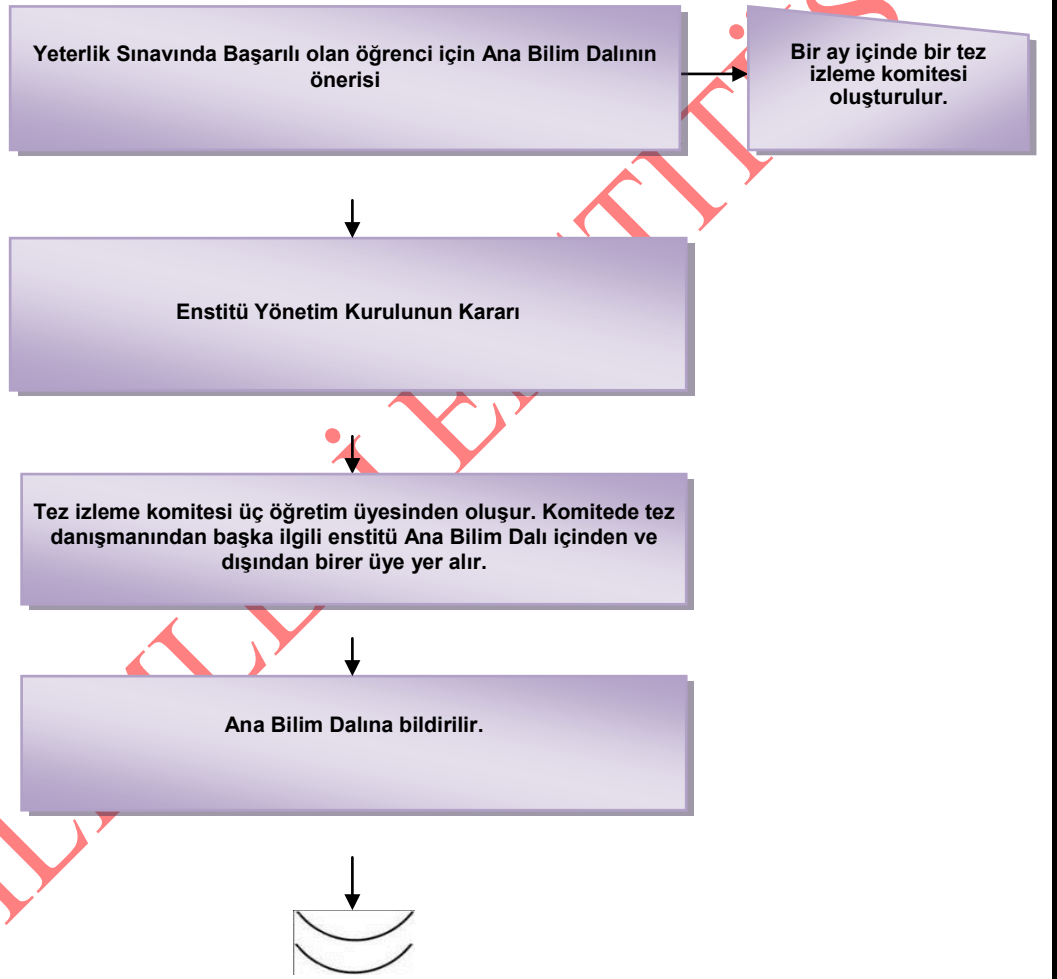 Yeterlik Sınavında Başarılı olan öğrenci için Ana Bilim Dalının
önerisi
Bir ay içinde bir tez
izleme komitesi
oluşturulur.
Enstitü Yönetim Kurulunun Kararı
Tez izleme komitesi üç öğretim üyesinden oluşur. Komitede tez
danışmanından başka ilgili enstitü Ana Bilim Dalı içinden ve
dışından birer üye yer alır.
Ana Bilim Dalına bildirilir.